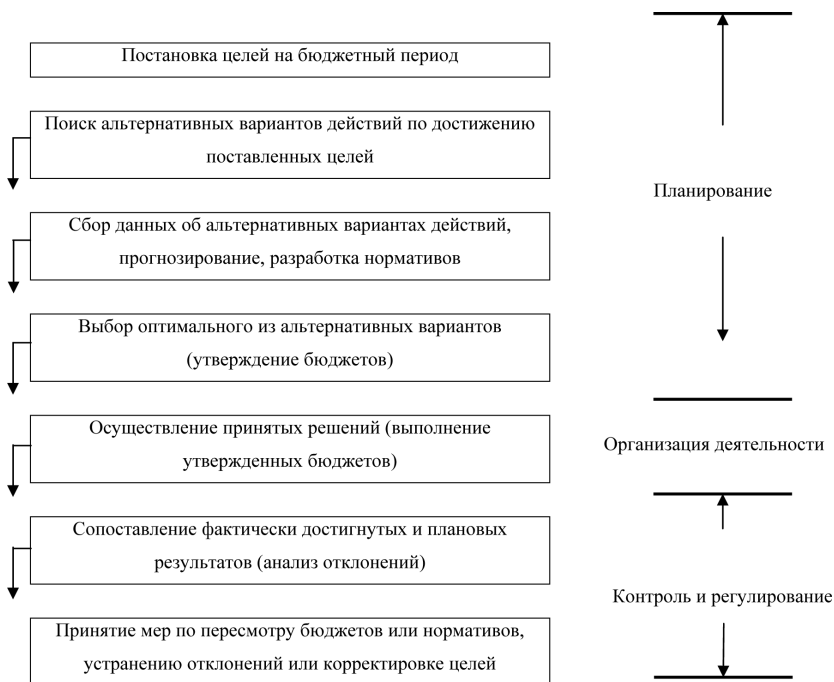 Постановка целей на бюджетный период
Поиск альтернативных вариантов действий по достижению
поставленных целей
Сбор данных об альтернативных вариантах действий,
прогнозирование, разработка нормативов
Выбор оптимального из альтернативных вариантов
(утверждение бюджетов)
Осуществление принятых решений (выполнение
утвержденных бюджетов)
Сопоставление фактически достигнутых и плановых
результатов (анализ отклонений)
Принятие мер по пересмотру бюджетов или нормативов,
устранению отклонений или корректировке целей
Планирование
Организация деятельности
Контроль и регулирование